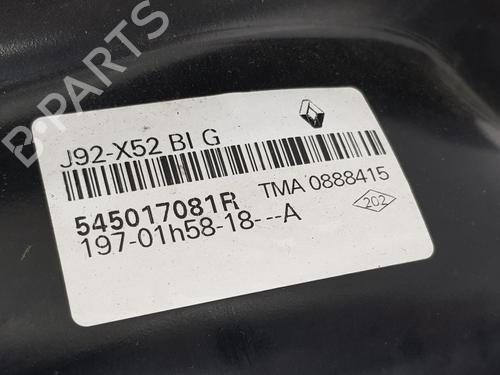 J92-X52 BI G
545017081R TMA 0888415
197-01h58-18---A
202
B-PARTS